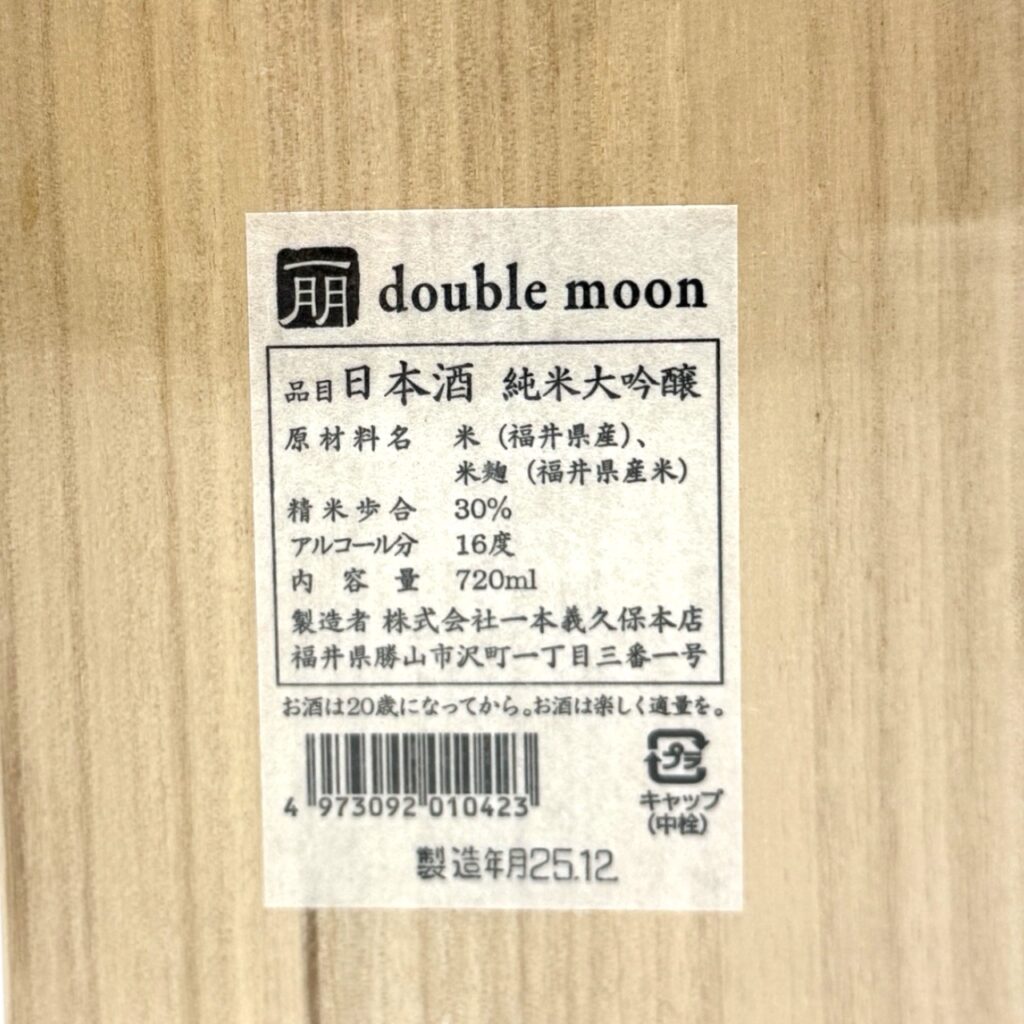 一朋 double moon
品目 日本酒 純米大吟醸
原材料名 米（福井県産）、
米麹（福井県産米）
精米歩合 30%
アルコール分 16度
内容量 720ml
製造者 株式会社一本義久保本店
福井県勝山市沢町一丁目三番一号
お酒は20歳になってから。お酒は楽しく適量を。
プラ
4 973092 010423
キャップ
（中栓）
製造年月25.12